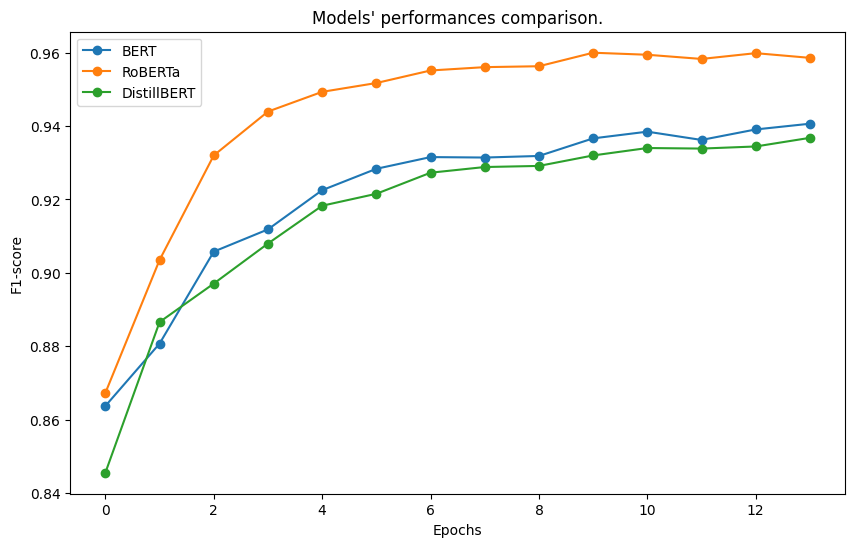 Models' performances comparison.
BERT
RoBERTa
DistillBERT
F1-score
0.96
0.94
0.92
0.90
0.88
0.86
0.84
0 2 4 6 8 10 12
Epochs